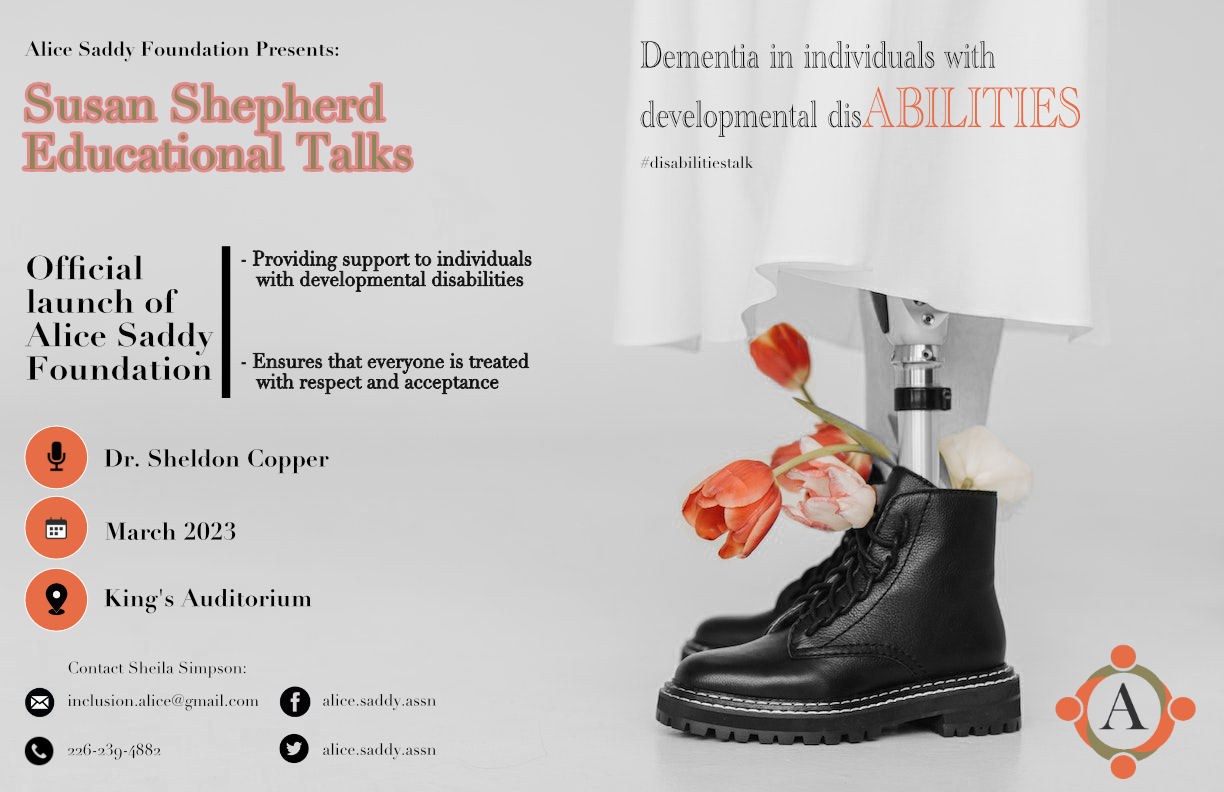 Alice Saddy Foundation Presents:
Susan Shepherd
Educational Talks
Dementia in individuals with
developmental disABILITIES
#disabilitiestalk
Official
launch of
Alice Saddy
Foundation
- Providing support to individuals
with developmental disabilities
- Ensures that everyone is treated
with respect and acceptance
Dr. Sheldon Copper
March 2023
King's Auditorium
Contact Sheila Simpson:
inclusion.alice@gmail.com
alice.saddy.assn
226-239-4882
alice.saddy.assn
A